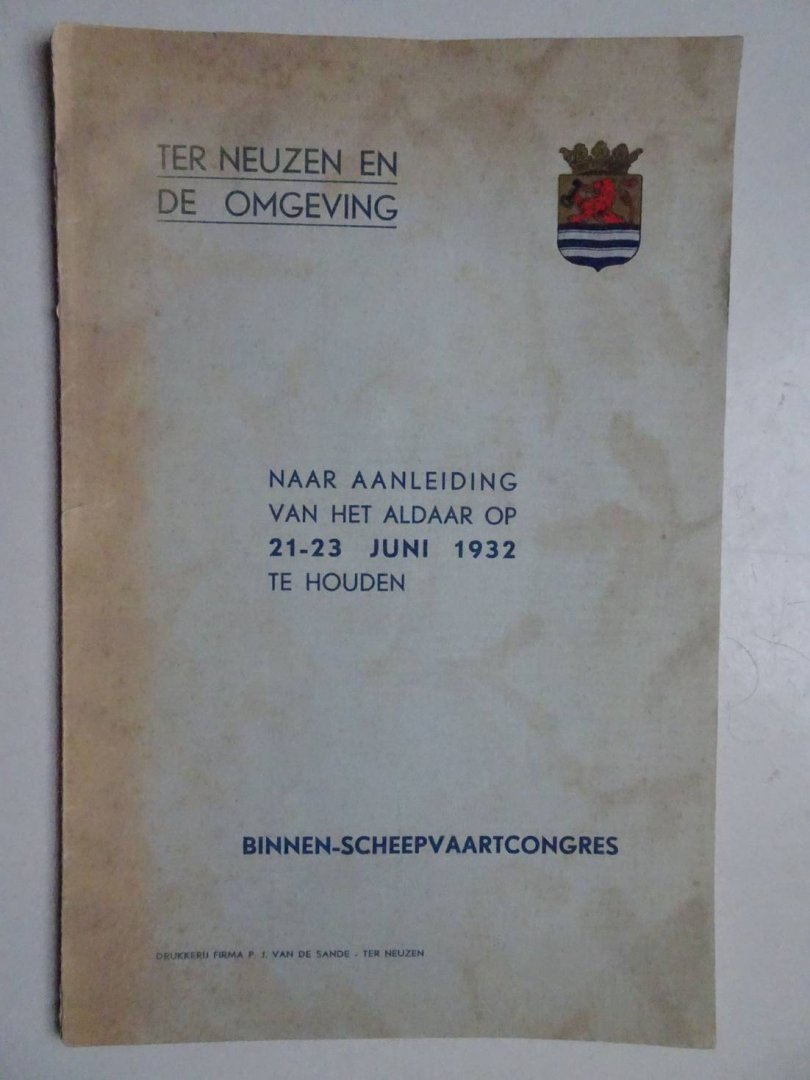 TER NEUZEN EN
DE OMGEVING
NAAR AANLEIDING
VAN HET ALDAAR OP
21-23 JUNI 1932
TE HOUDEN
BINNEN-SCHEEPVAARTCONGRES
DRUKKERIJ FIRMA P. J. VAN DE SANDE - TER NEUZEN